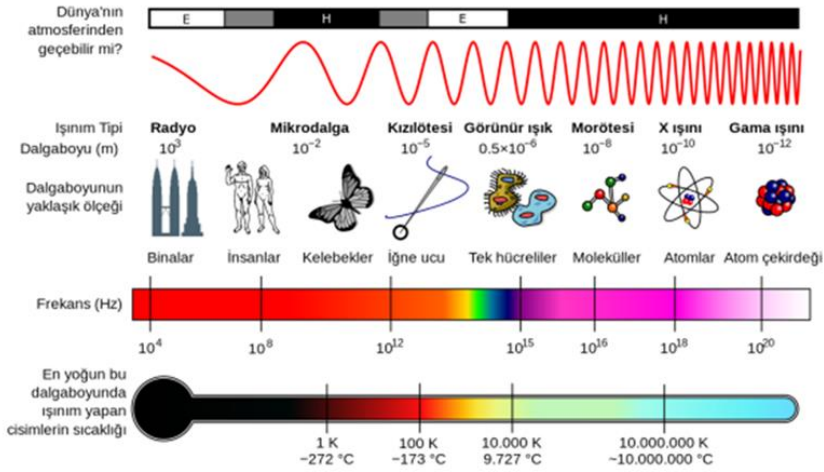 Dünya'nın
atmosferinden
geçebilir mi?
E H E H
Işınım Tipi Radyo Mikrodalga Kızılötesi Görünür ışık Morötesi X ışını Gama ışını
Dalgaboyu (m) 10³ 10⁻² 10⁻⁵ 0.5×10⁻⁶ 10⁻⁸ 10⁻¹⁰ 10⁻¹²
Dalgaboyunun
yaklaşık ölçeği
Binalar İnsanlar Kelebekler İğne ucu Tek hücreliler Moleküller Atomlar Atom çekirdeği
Frekans (Hz)
10⁴ 10⁸ 10¹² 10¹⁵ 10¹⁶ 10¹⁸ 10²⁰
En yoğun bu
dalgaboyunda
ışınım yapan
cisimlerin sıcaklığı
1 K 100 K 10.000 K 10.000.000 K
−272 °C −173 °C 9.727 °C ~10.000.000 °C